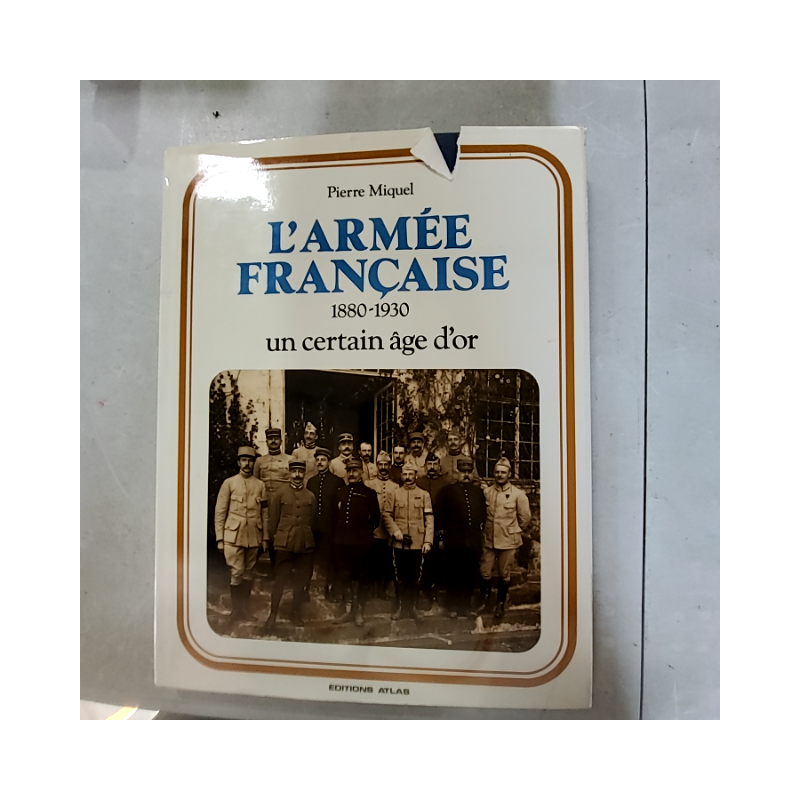 Pierre Miquel
L'ARMÉE
FRANÇAISE
1880-1930
un certain âge d'or
EDITIONS ATLAS